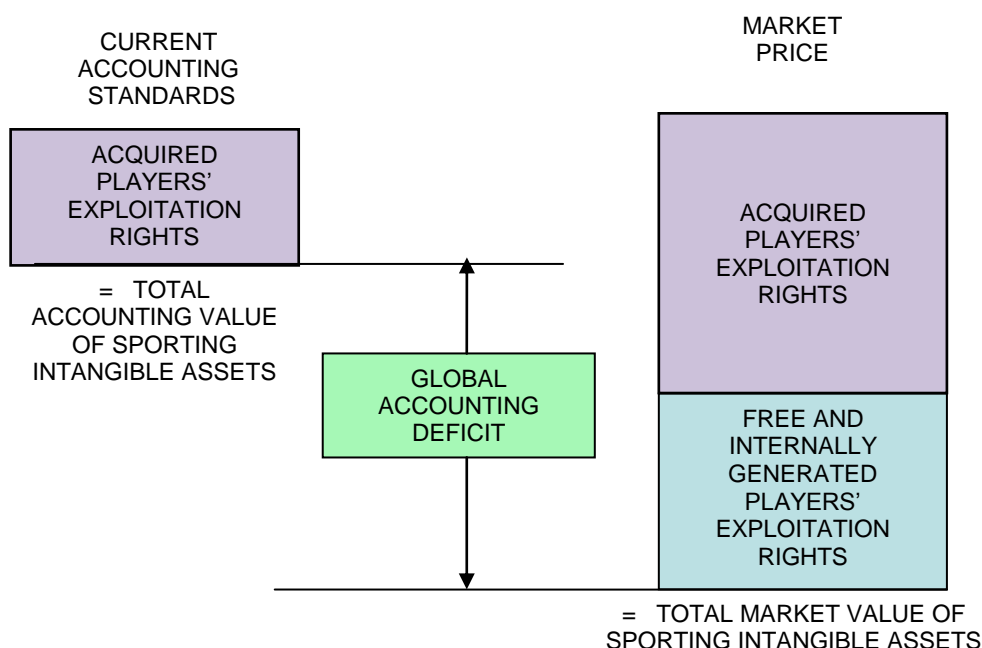 CURRENT
ACCOUNTING
STANDARDS
ACQUIRED
PLAYERS’
EXPLOITATION
RIGHTS
= TOTAL
ACCOUNTING VALUE
OF SPORTING
INTANGIBLE ASSETS
GLOBAL
ACCOUNTING
DEFICIT
MARKET
PRICE
ACQUIRED
PLAYERS’
EXPLOITATION
RIGHTS
FREE AND
INTERNALLY
GENERATED
PLAYERS’
EXPLOITATION
RIGHTS
= TOTAL MARKET VALUE OF
SPORTING INTANGIBLE ASSETS